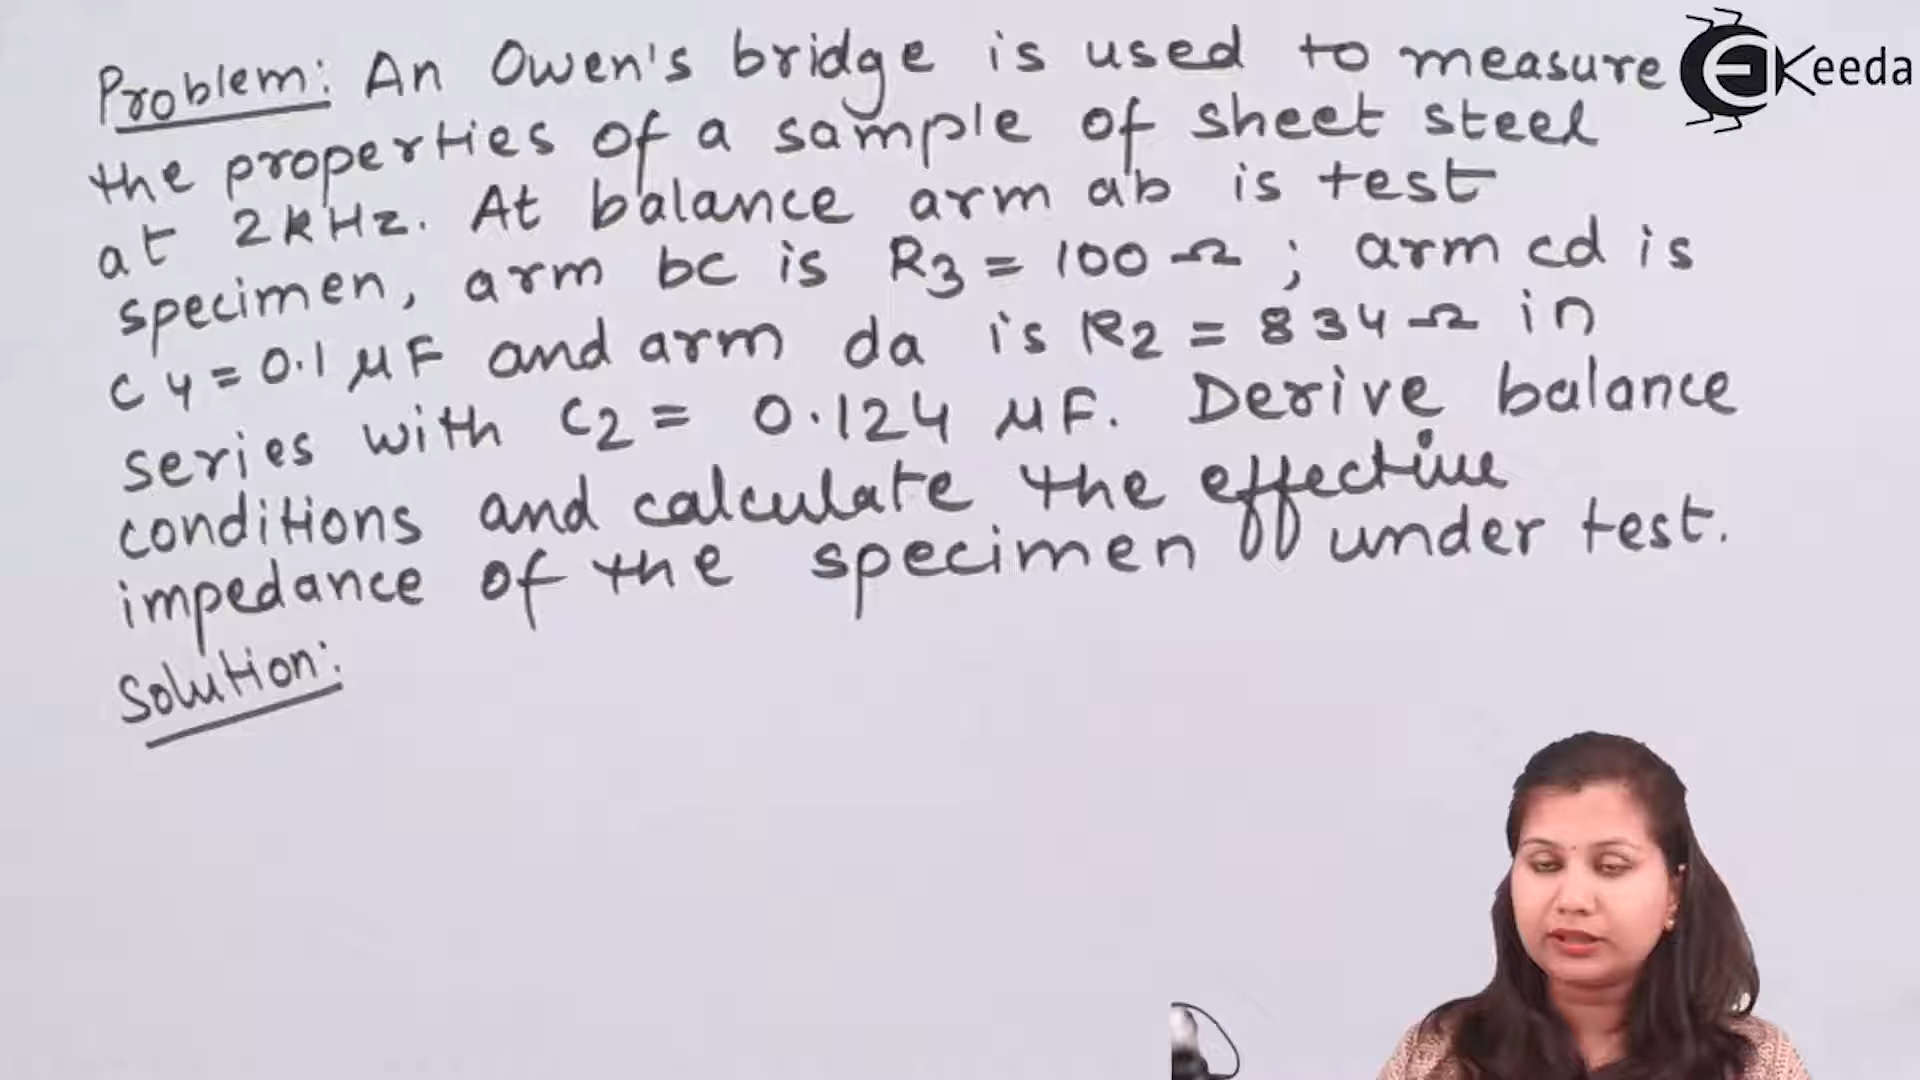 Problem: An Owen's bridge is used to measure
the properties of a sample of sheet steel
at 2kHz. At balance arm ab is test
specimen, arm bc is R3 = 100 Ω ; arm cd is
C4 = 0.1 μF and arm da is R2 = 834 Ω in
series with C2 = 0.124 μF. Derive balance
conditions and calculate the effective
impedance of the specimen under test.
Solution:
EKeeda